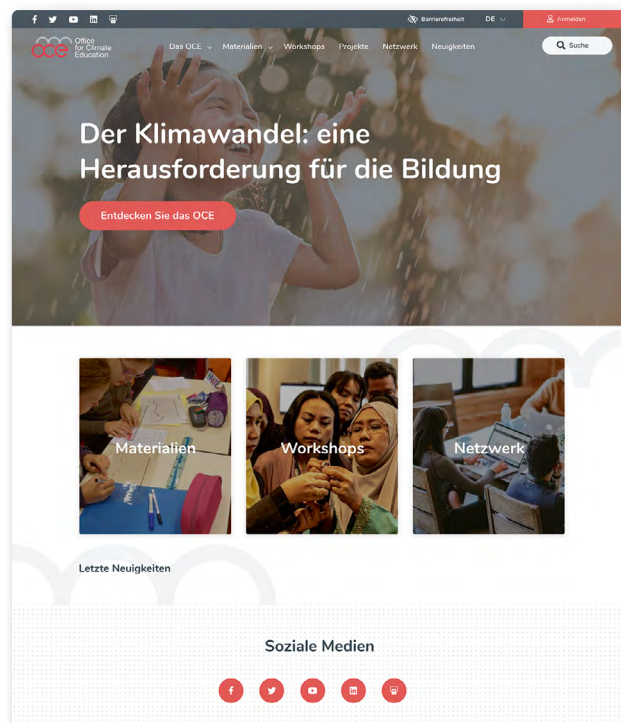 Barrierefreiheit
DE
Anmelden
oce Office
for Climate
Education
Das OCE
Materialien
Workshops
Projekte
Netzwerk
Neuigkeiten
Suche
Der Klimawandel: eine
Herausforderung für die Bildung
Entdecken Sie das OCE
Materialien
Workshops
Netzwerk
Letzte Neuigkeiten
Soziale Medien